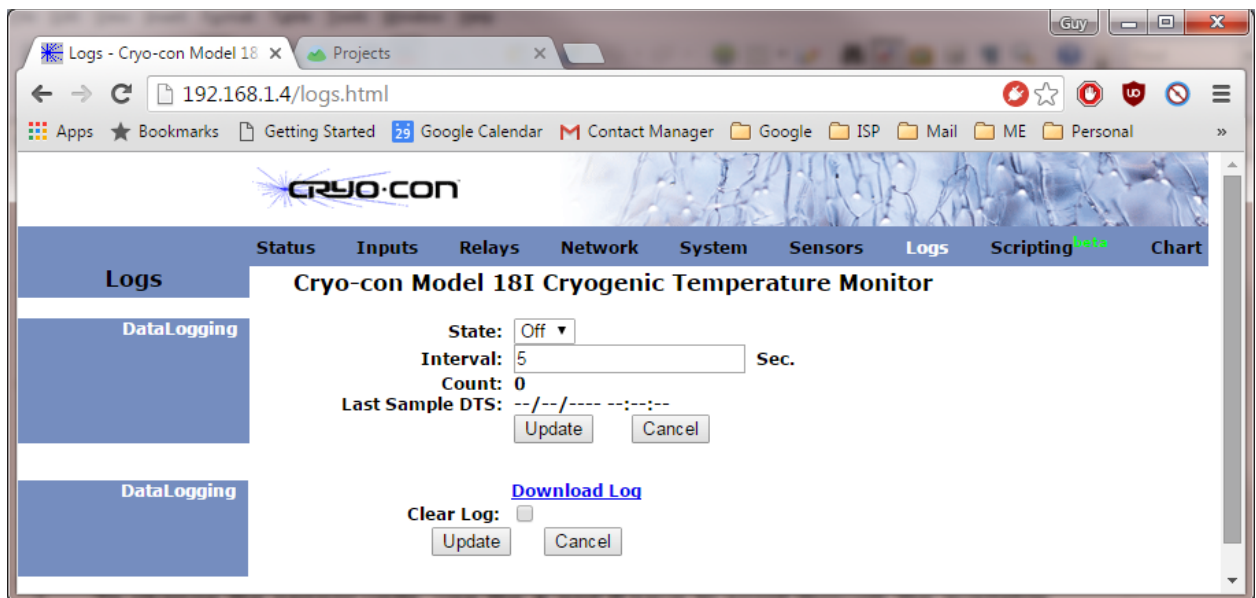 Guy
Logs - Cryo-con Model 18
Projects
192.168.1.4/logs.html
Apps Bookmarks Getting Started 29 Google Calendar Contact Manager Google ISP Mail ME Personal »
CRYO·CON
Status Inputs Relays Network System Sensors Logs Scripting beta Chart
Logs
Cryo-con Model 18I Cryogenic Temperature Monitor
DataLogging
State: Off
Interval: 5 Sec.
Count: 0
Last Sample DTS: --/--/---- --:--:--
Update Cancel
DataLogging
Download Log
Clear Log:
Update Cancel